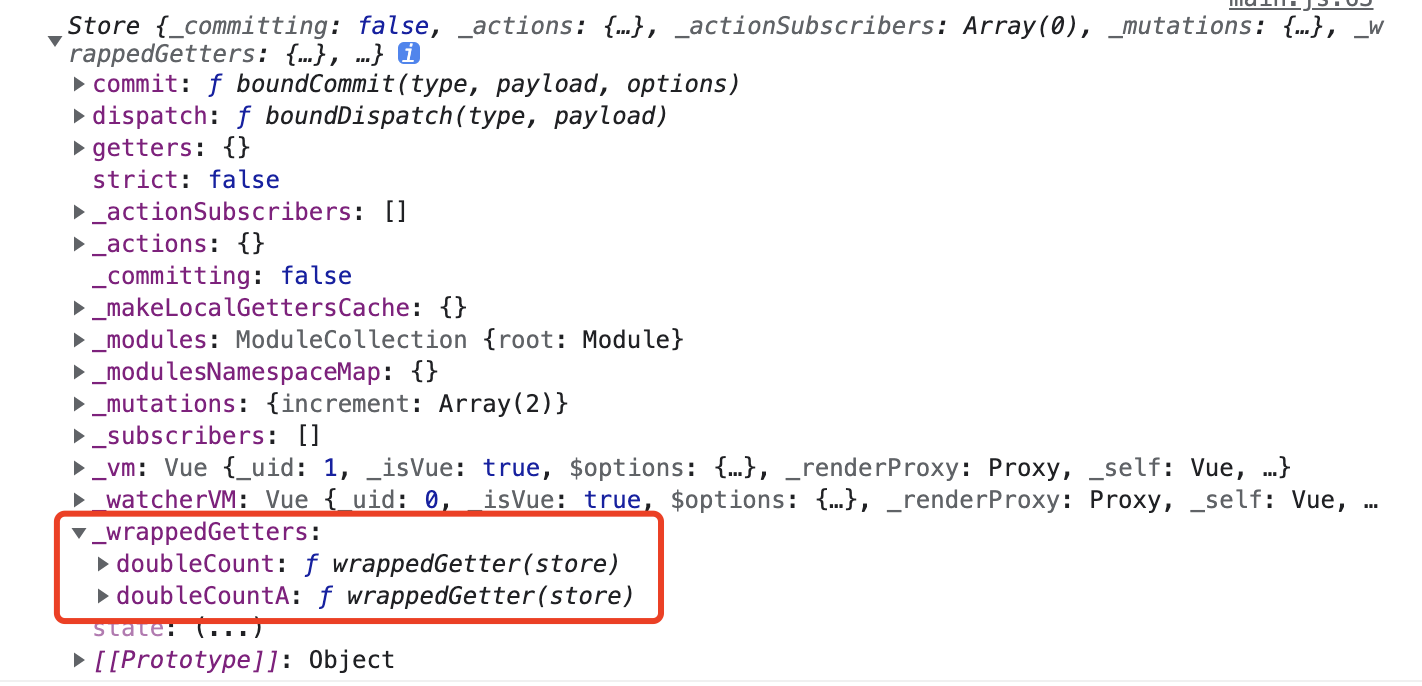 main.js:63
Store {_committing: false, _actions: {…}, _actionSubscribers: Array(0), _mutations: {…}, _w
rappedGetters: {…}, …} i
commit: ƒ boundCommit(type, payload, options)
dispatch: ƒ boundDispatch(type, payload)
getters: {}
strict: false
_actionSubscribers: []
_actions: {}
_committing: false
_makeLocalGettersCache: {}
_modules: ModuleCollection {root: Module}
_modulesNamespaceMap: {}
_mutations: {increment: Array(2)}
_subscribers: []
_vm: Vue {_uid: 1, _isVue: true, $options: {…}, _renderProxy: Proxy, _self: Vue, …}
_watcherVM: Vue {_uid: 0, _isVue: true, $options: {…}, _renderProxy: Proxy, _self: Vue, …
_wrappedGetters:
doubleCount: ƒ wrappedGetter(store)
doubleCountA: ƒ wrappedGetter(store)
state: (...)
[[Prototype]]: Object